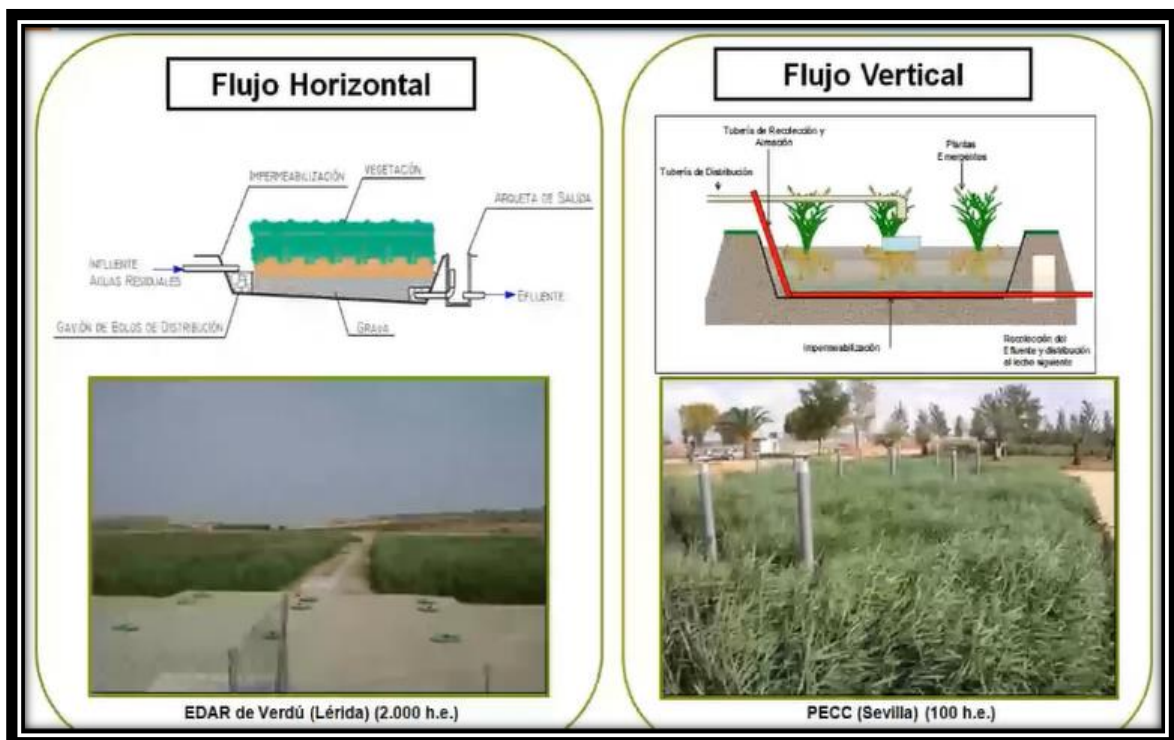 Flujo Horizontal
IMPERMEABILIZACIÓN
VEGETACIÓN
ARQUETA DE SALIDA
INFLUENTE
AGUAS RESIDUALES
EFLUENTE
GAVIÓN DE BOLOS DE DISTRIBUCIÓN
GRAVA
EDAR de Verdú (Lérida) (2.000 h.e.)
Flujo Vertical
Tubería de Recolección y
Aireación
Plantas
Emergentes
Tubería de Distribución
Impermeabilización
Recolección del
Efluente y distribución
al lecho siguiente
PECC (Sevilla) (100 h.e.)